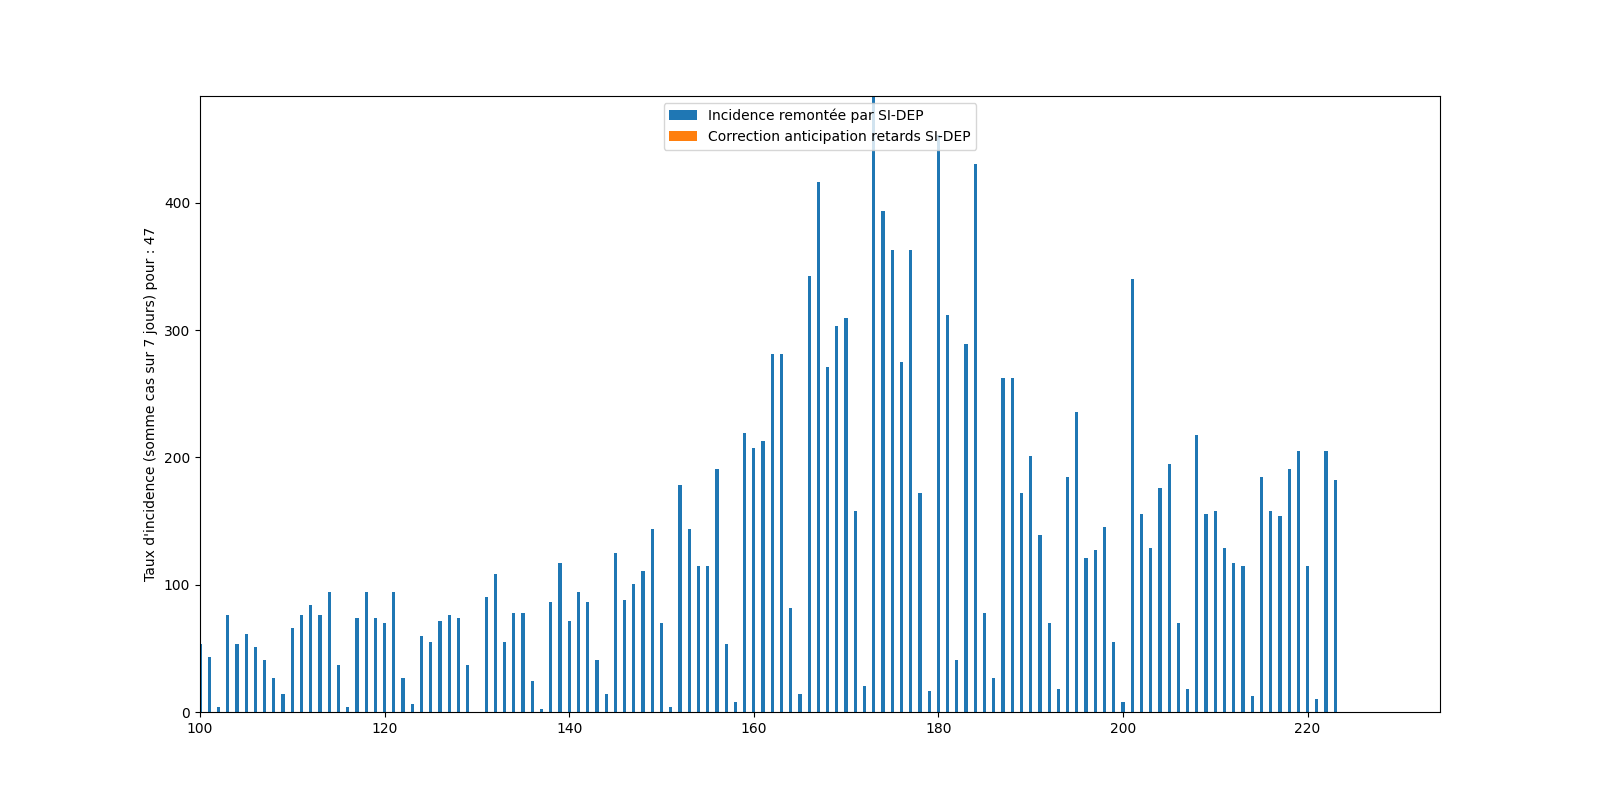 Incidence remontée par SI-DEP
Correction anticipation retards SI-DEP
Taux d'incidence (somme cas sur 7 jours) pour : 47
400
300
200
100
0
100 120 140 160 180 200 220